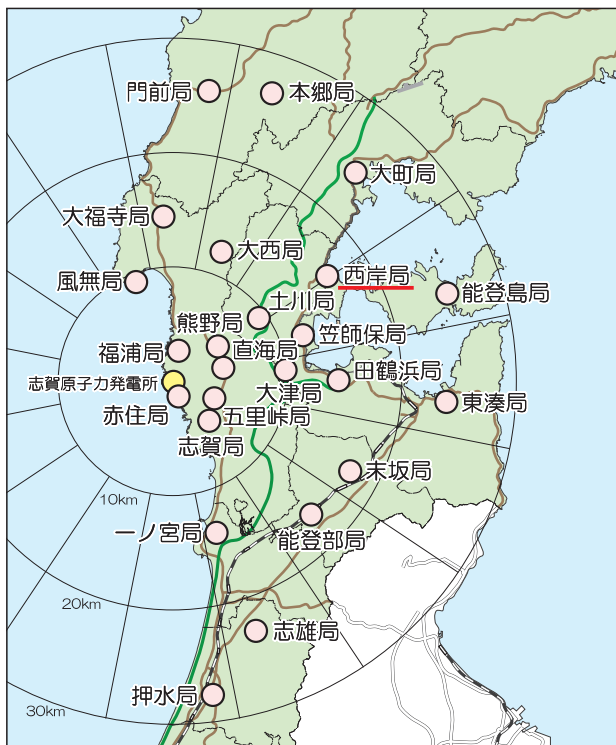 門前局
本郷局
大町局
大福寺局
大西局
風無局
西岸局
能登島局
土川局
熊野局
笠師保局
福浦局
直海局
志賀原子力発電所
大津局
田鶴浜局
赤住局
五里峠局
東湊局
志賀局
末坂局
10km
一ノ宮局
能登部局
20km
志雄局
押水局
30km